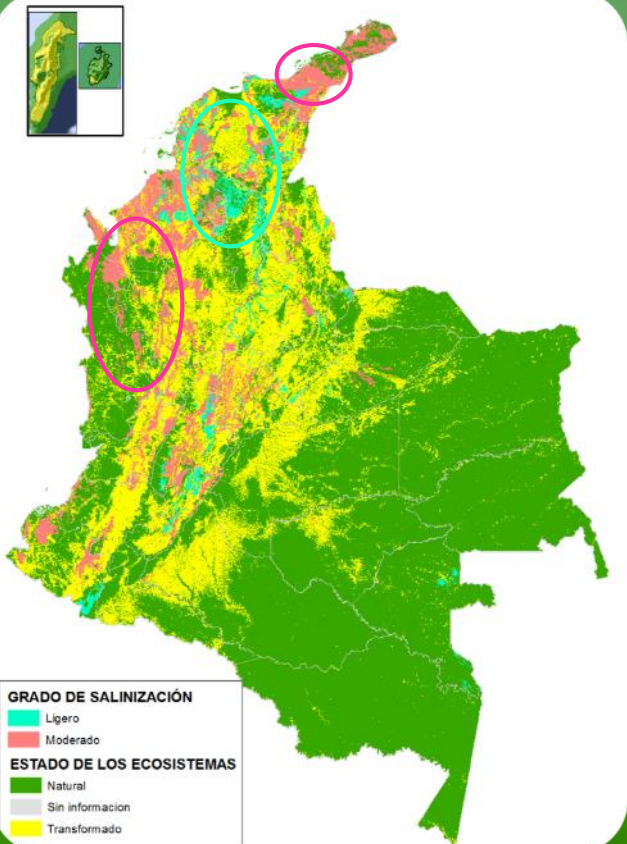 GRADO DE SALINIZACIÓN
Ligero
Moderado
ESTADO DE LOS ECOSISTEMAS
Natural
Sin informacion
Transformado